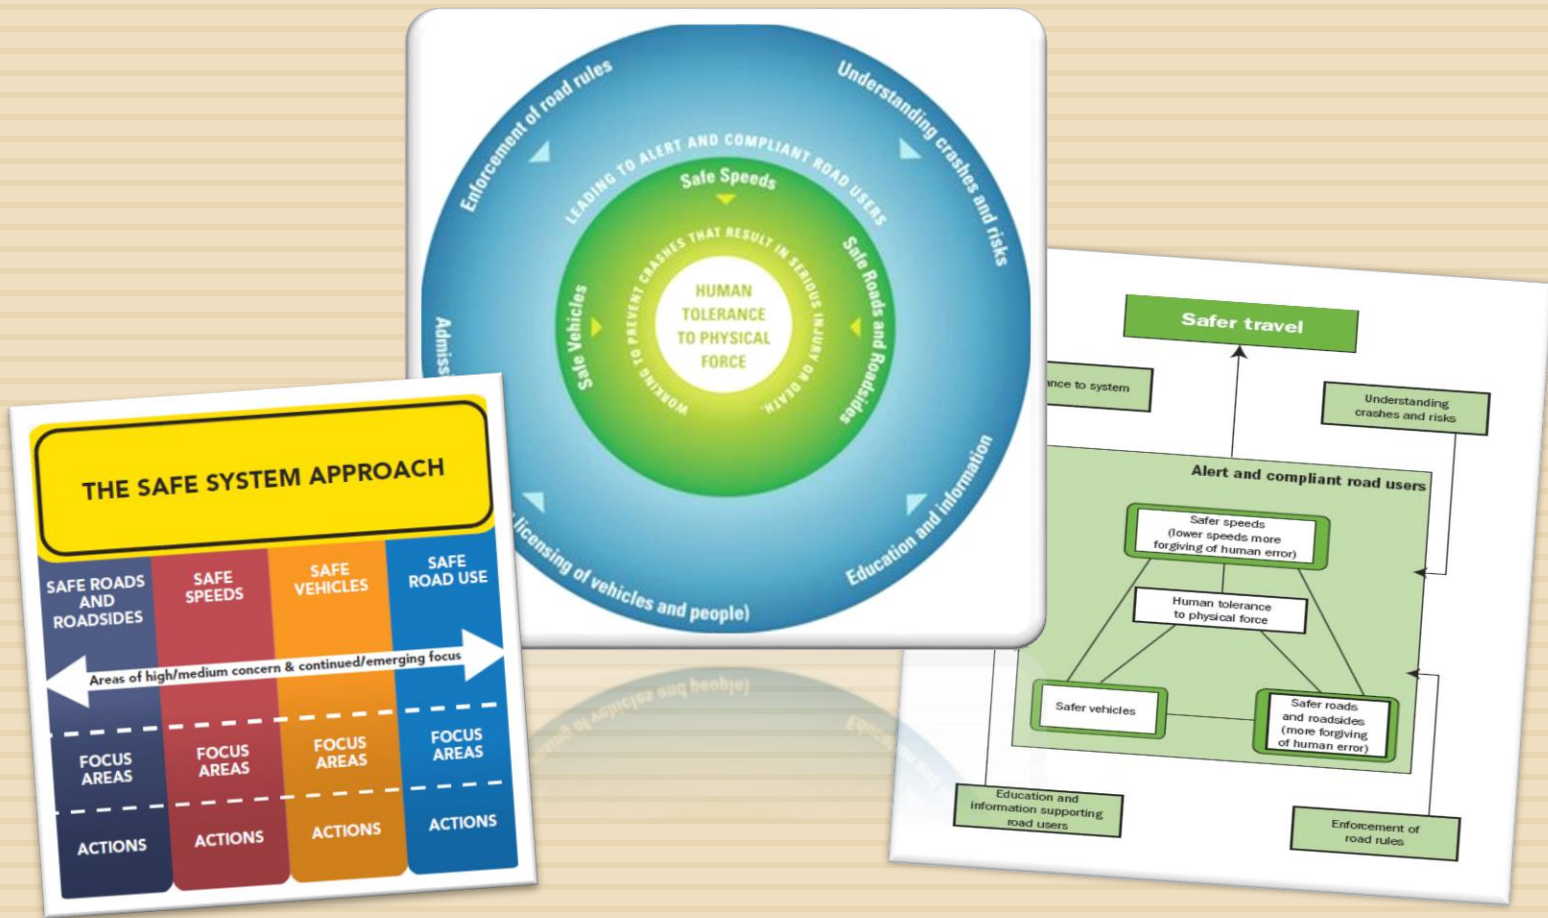 Enforcement of road rules
Understanding crashes and risks
LEADING TO ALERT AND COMPLIANT ROAD USERS
Safe Speeds
Safe Roads and Roadsides
Safe Vehicles
WORKING TO PREVENT CRASHES THAT RESULT IN SERIOUS INJURY OR DEATH.
HUMAN
TOLERANCE
TO PHYSICAL
FORCE
licensing of vehicles and people)
Education and information
THE SAFE SYSTEM APPROACH
SAFE ROADS
AND
ROADSIDES
SAFE
SPEEDS
SAFE
VEHICLES
SAFE
ROAD USE
Areas of high/medium concern & continued/emerging focus
FOCUS
AREAS
FOCUS
AREAS
FOCUS
AREAS
FOCUS
AREAS
ACTIONS
ACTIONS
ACTIONS
ACTIONS
Safer travel
to system
Understanding
crashes and risks
Alert and compliant road users
Safer speeds
(lower speeds more
forgiving of human error)
Human tolerance
to physical force
Safer vehicles
Safer roads
and roadsides
(more forgiving
of human error)
Education and
information supporting
road users
Enforcement of
road rules